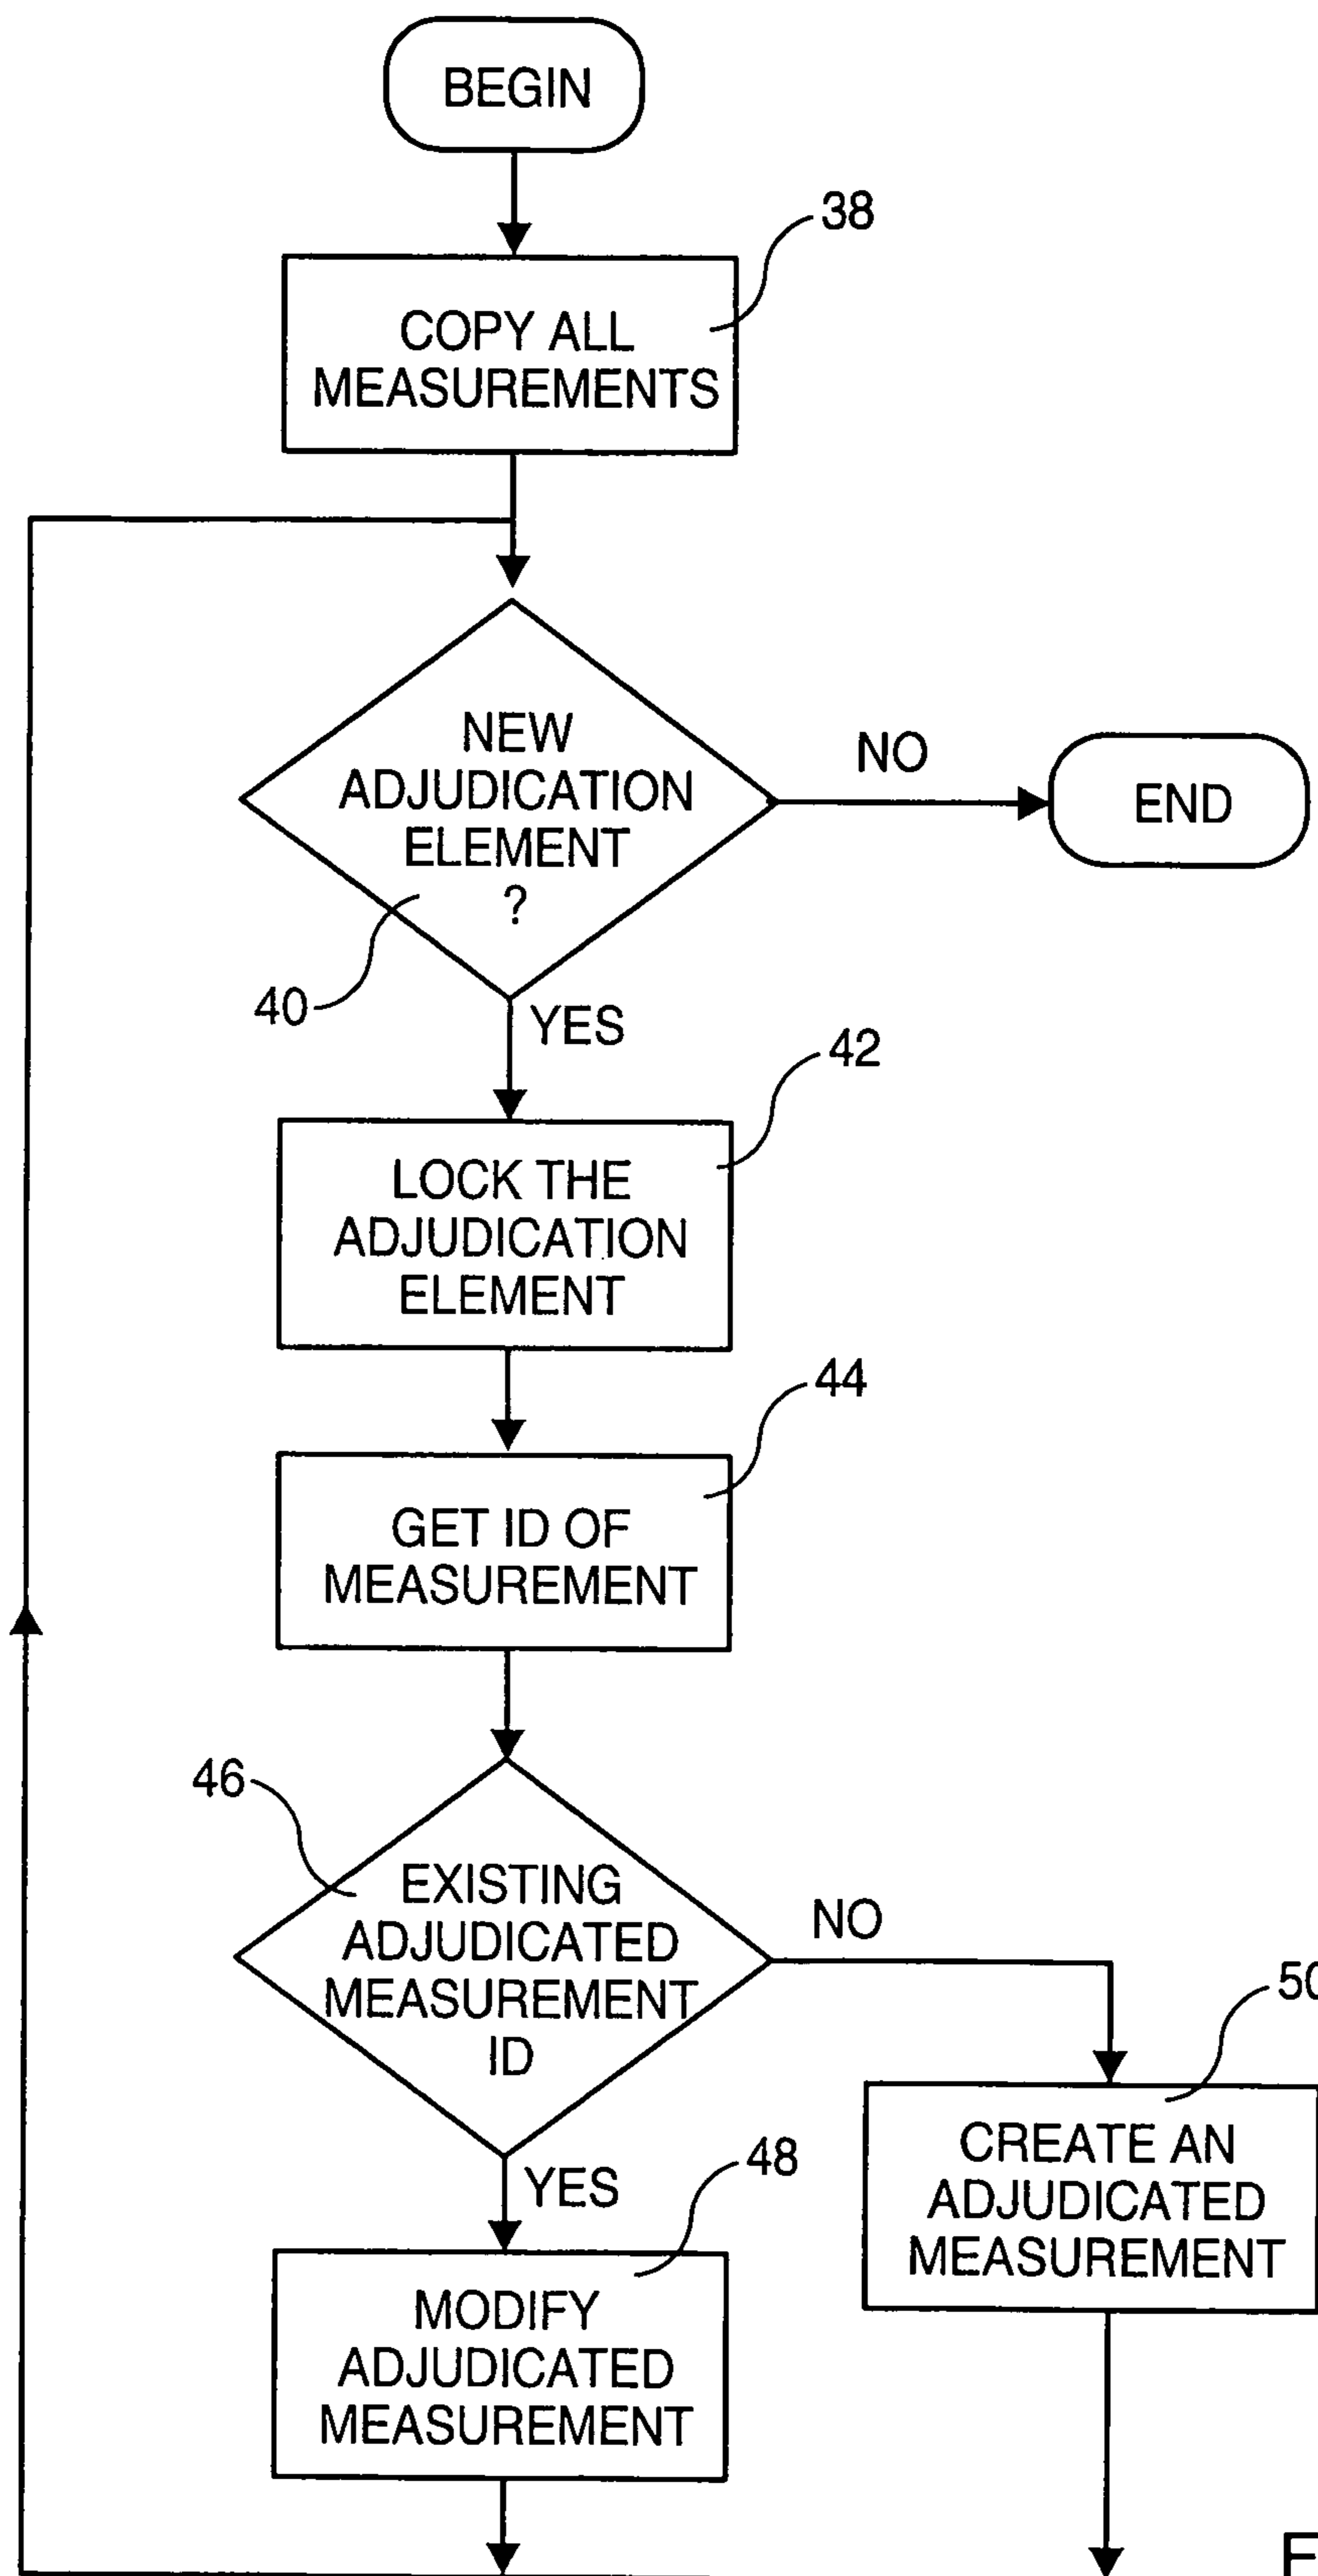 BEGIN
38
COPY ALL
MEASUREMENTS
NEW
ADJUDICATION
ELEMENT
?
NO
END
40
YES
42
LOCK THE
ADJUDICATION
ELEMENT
44
GET ID OF
MEASUREMENT
46
EXISTING
ADJUDICATED
MEASUREMENT
ID
NO
50
YES
48
CREATE AN
ADJUDICATED
MEASUREMENT
MODIFY
ADJUDICATED
MEASUREMENT